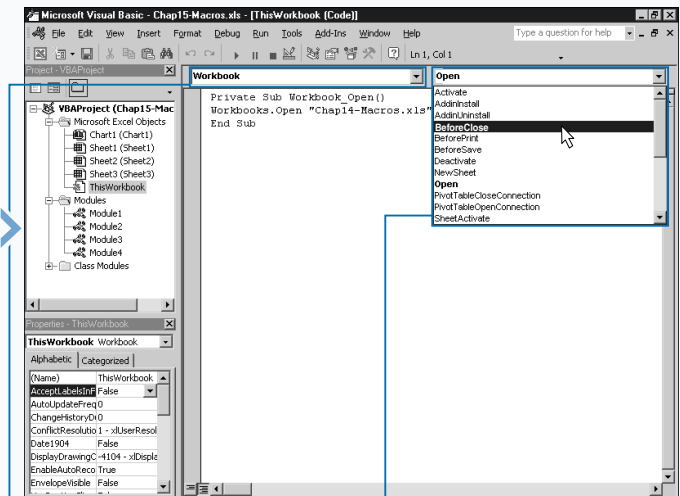 Microsoft Visual Basic - Chap15-Macros.xls - [ThisWorkbook (Code)]
File Edit View Insert Format Debug Run Tools Add-Ins Window Help
Type a question for help
Ln 1, Col 1
Project - VBAProject
VBAProject (Chap15-Mac
Microsoft Excel Objects
Chart1 (Chart1)
Sheet1 (Sheet1)
Sheet2 (Sheet2)
Sheet3 (Sheet3)
ThisWorkbook
Modules
Module1
Module2
Module3
Module4
Class Modules
Properties - ThisWorkbook
ThisWorkbook Workbook
Alphabetic Categorized
(Name) ThisWorkbook
AcceptLabelsInF False
AutoUpdateFreq 0
ChangeHistoryD 0
ConflictResolutio 1 - xlUserResol
Date1904 False
DisplayDrawingC -4104 - xlDispla
EnableAutoReco True
EnvelopeVisible False
Workbook
Open
Private Sub Workbook_Open()
Workbooks.Open "Chap14-Macros.xls"
End Sub
Activate
AddinInstall
AddinUninstall
BeforeClose
BeforePrint
BeforeSave
Deactivate
NewSheet
Open
PivotTableCloseConnection
PivotTableOpenConnection
SheetActivate